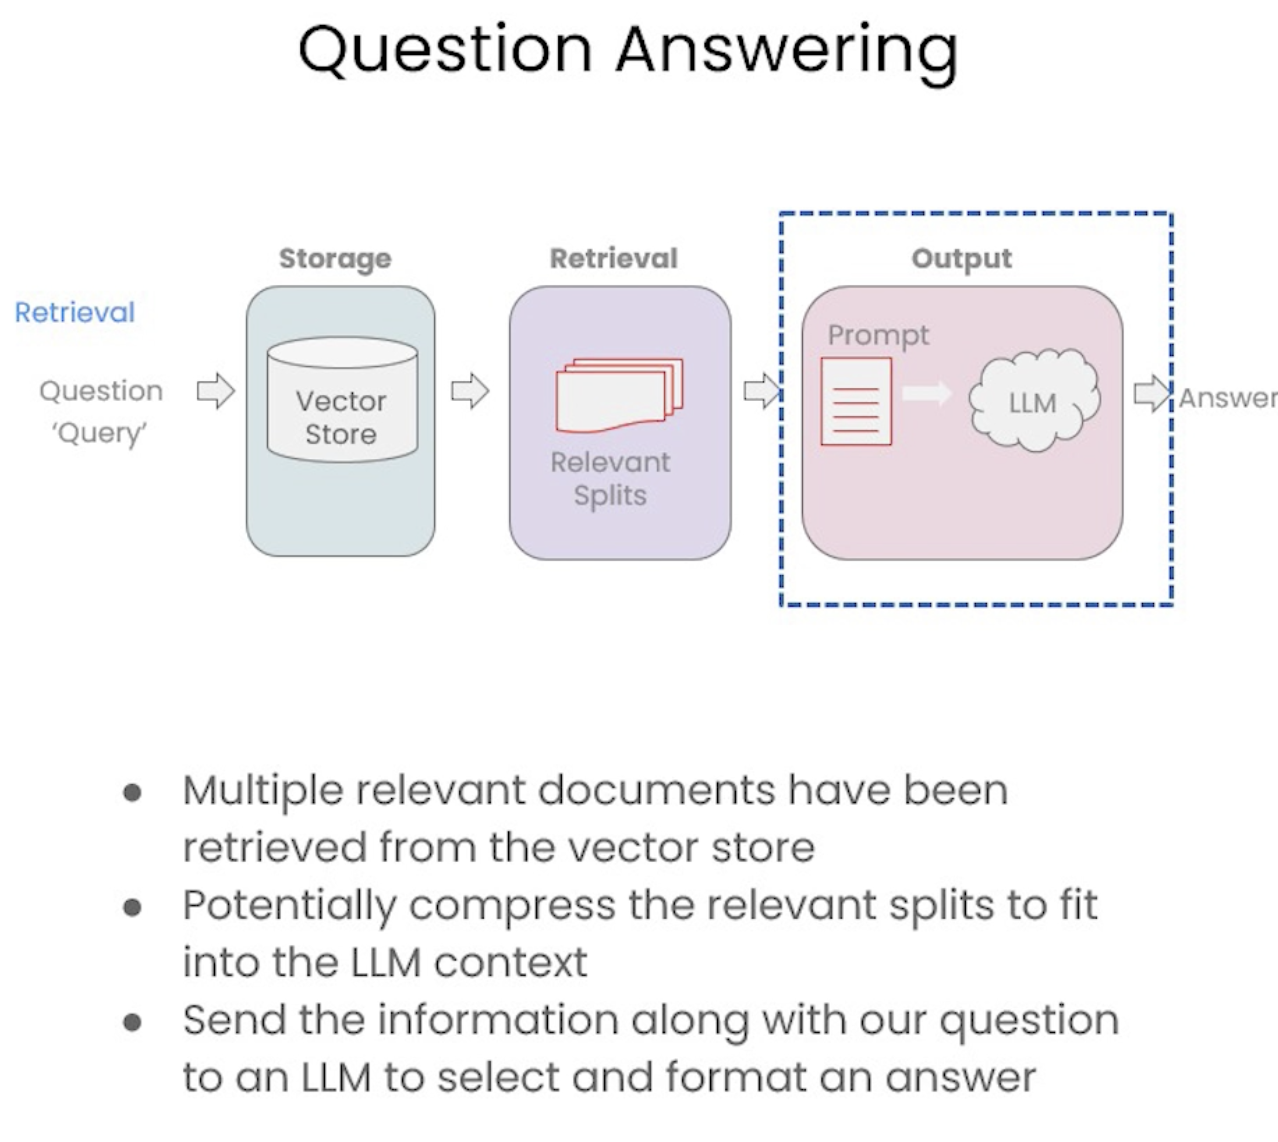 Question Answering
Storage
Retrieval
Output
Retrieval
Question
‘Query’
Vector
Store
Relevant
Splits
Prompt
LLM
Answer
● Multiple relevant documents have been
retrieved from the vector store
● Potentially compress the relevant splits to fit
into the LLM context
● Send the information along with our question
to an LLM to select and format an answer